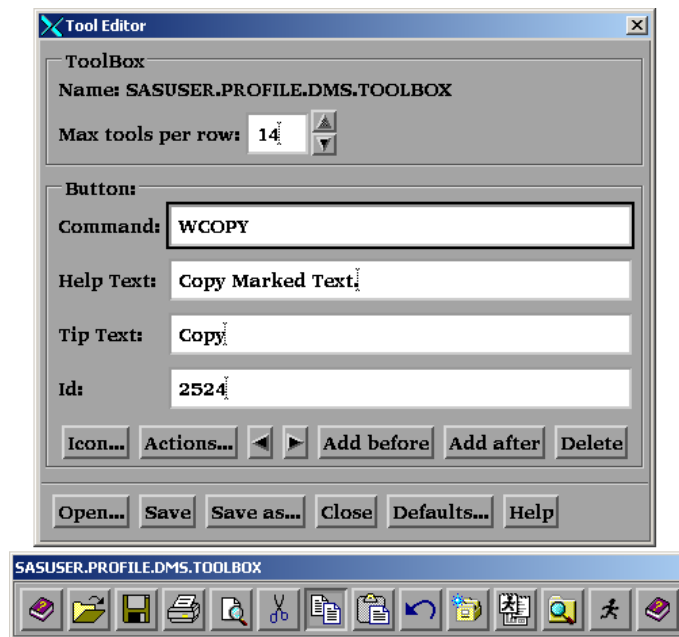 Tool Editor
ToolBox
Name: SASUSER.PROFILE.DMS.TOOLBOX
Max tools per row: 14
Button:
Command: WCOPY
Help Text: Copy Marked Text.
Tip Text: Copy
Id: 2524
Icon... Actions... Add before Add after Delete
Open... Save Save as... Close Defaults... Help
SASUSER.PROFILE.DMS.TOOLBOX